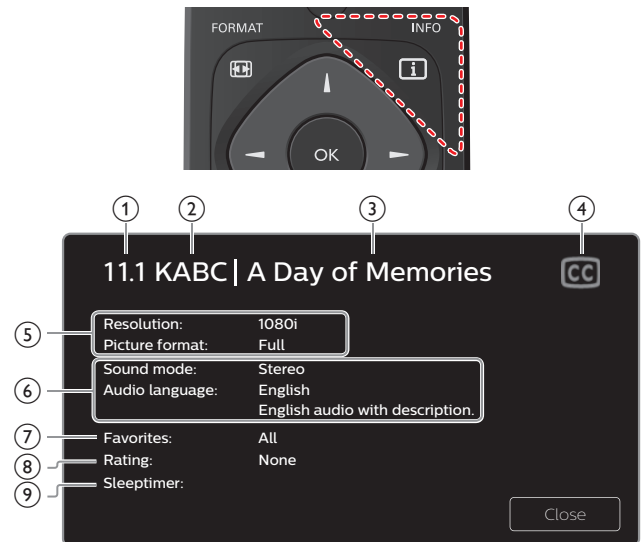 FORMAT INFO
i
OK
1 2 3 4
11.1 KABC | A Day of Memories CC
5 Resolution: 1080i
Picture format: Full
6 Sound mode: Stereo
Audio language: English
English audio with description.
7 Favorites: All
8 Rating: None
9 Sleeptimer:
Close